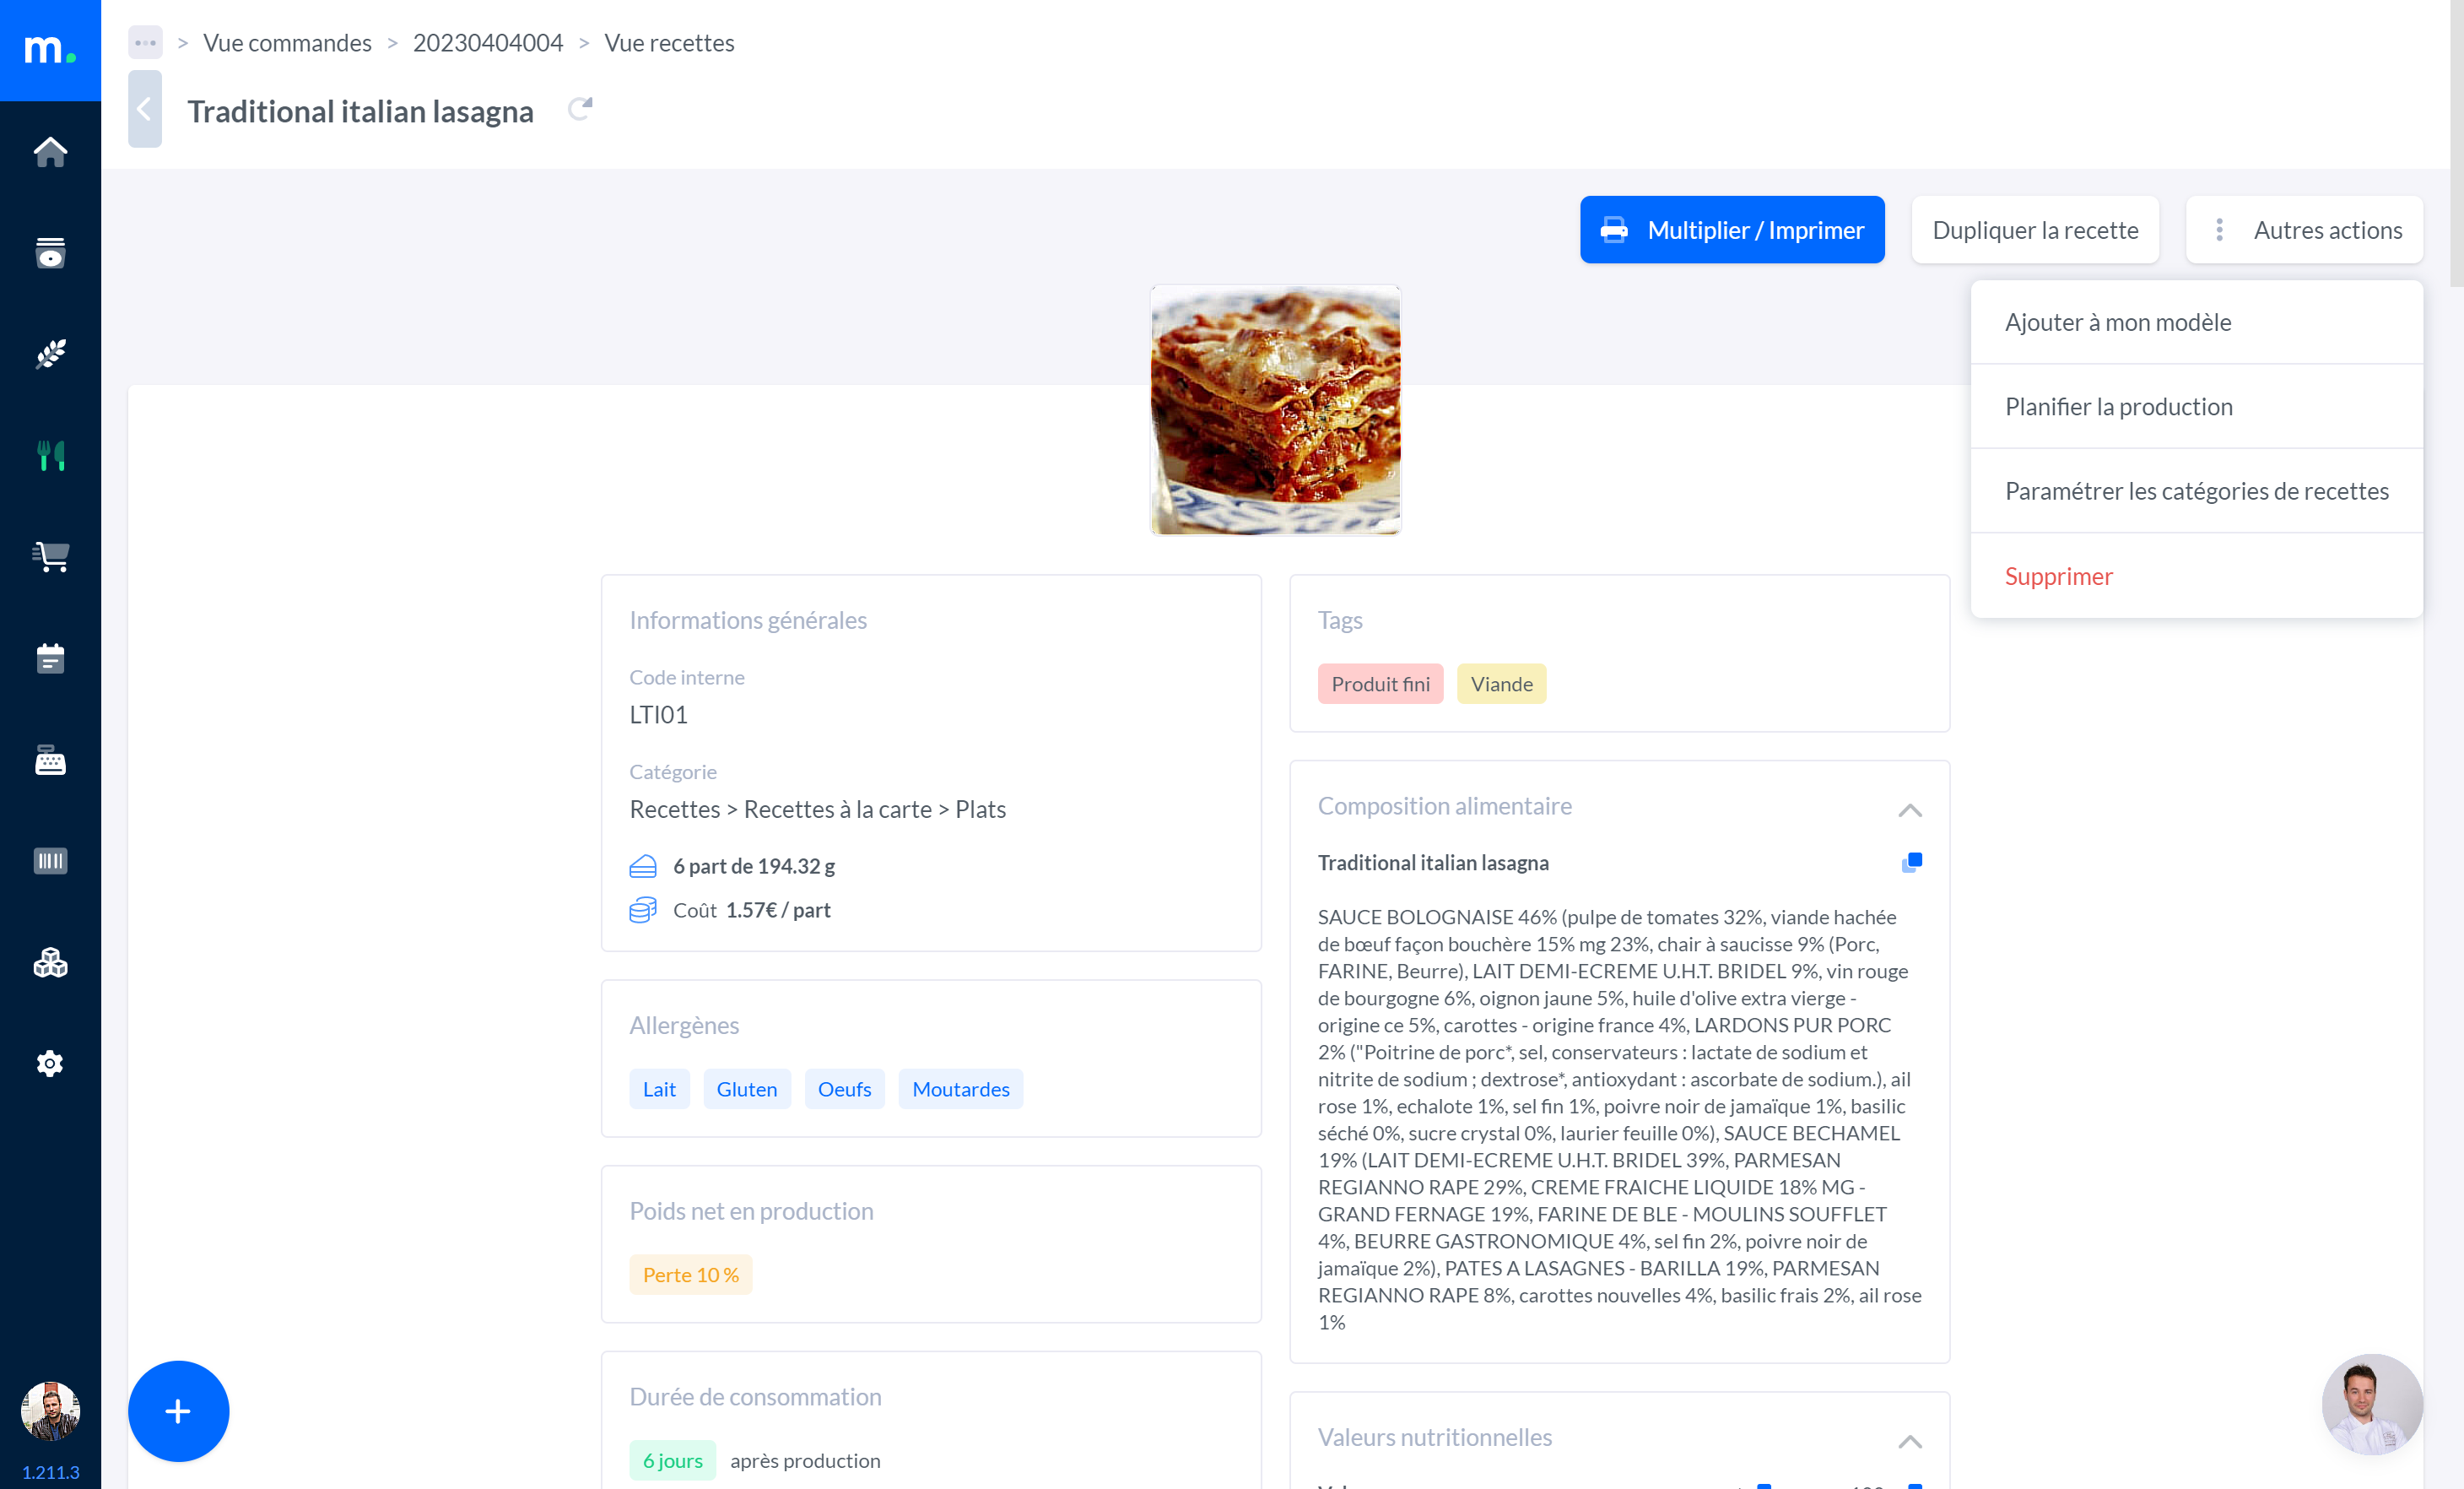 m.
> Vue commandes > 20230404004 > Vue recettes
Traditional italian lasagna
Multiplier / Imprimer
Dupliquer la recette
Autres actions
Ajouter à mon modèle
Planifier la production
Paramétrer les catégories de recettes
Supprimer
Informations générales
Code interne
LTI01
Catégorie
Recettes > Recettes à la carte > Plats
6 part de 194.32 g
Coût 1.57€ / part
Allergènes
Lait Gluten Oeufs Moutardes
Poids net en production
Perte 10 %
Durée de consommation
6 jours après production
Tags
Produit fini Viande
Composition alimentaire
Traditional italian lasagna
SAUCE BOLOGNAISE 46% (pulpe de tomates 32%, viande hachée
de bœuf façon bouchère 15% mg 23%, chair à saucisse 9% (Porc,
FARINE, Beurre), LAIT DEMI-ECREME U.H.T. BRIDEL 9%, vin rouge
de bourgogne 6%, oignon jaune 5%, huile d'olive extra vierge -
origine ce 5%, carottes - origine france 4%, LARDONS PUR PORC
2% ("Poitrine de porc*, sel, conservateurs : lactate de sodium et
nitrite de sodium ; dextrose*, antioxydant : ascorbate de sodium.), ail
rose 1%, echalote 1%, sel fin 1%, poivre noir de jamaïque 1%, basilic
séché 0%, sucre crystal 0%, laurier feuille 0%), SAUCE BECHAMEL
19% (LAIT DEMI-ECREME U.H.T. BRIDEL 39%, PARMESAN
REGIANNO RAPE 29%, CREME FRAICHE LIQUIDE 18% MG -
GRAND FERNAGE 19%, FARINE DE BLE - MOULINS SOUFFLET
4%, BEURRE GASTRONOMIQUE 4%, sel fin 2%, poivre noir de
jamaïque 2%), PATES A LASAGNES - BARILLA 19%, PARMESAN
REGIANNO RAPE 8%, carottes nouvelles 4%, basilic frais 2%, ail rose
1%
Valeurs nutritionnelles
1.211.3